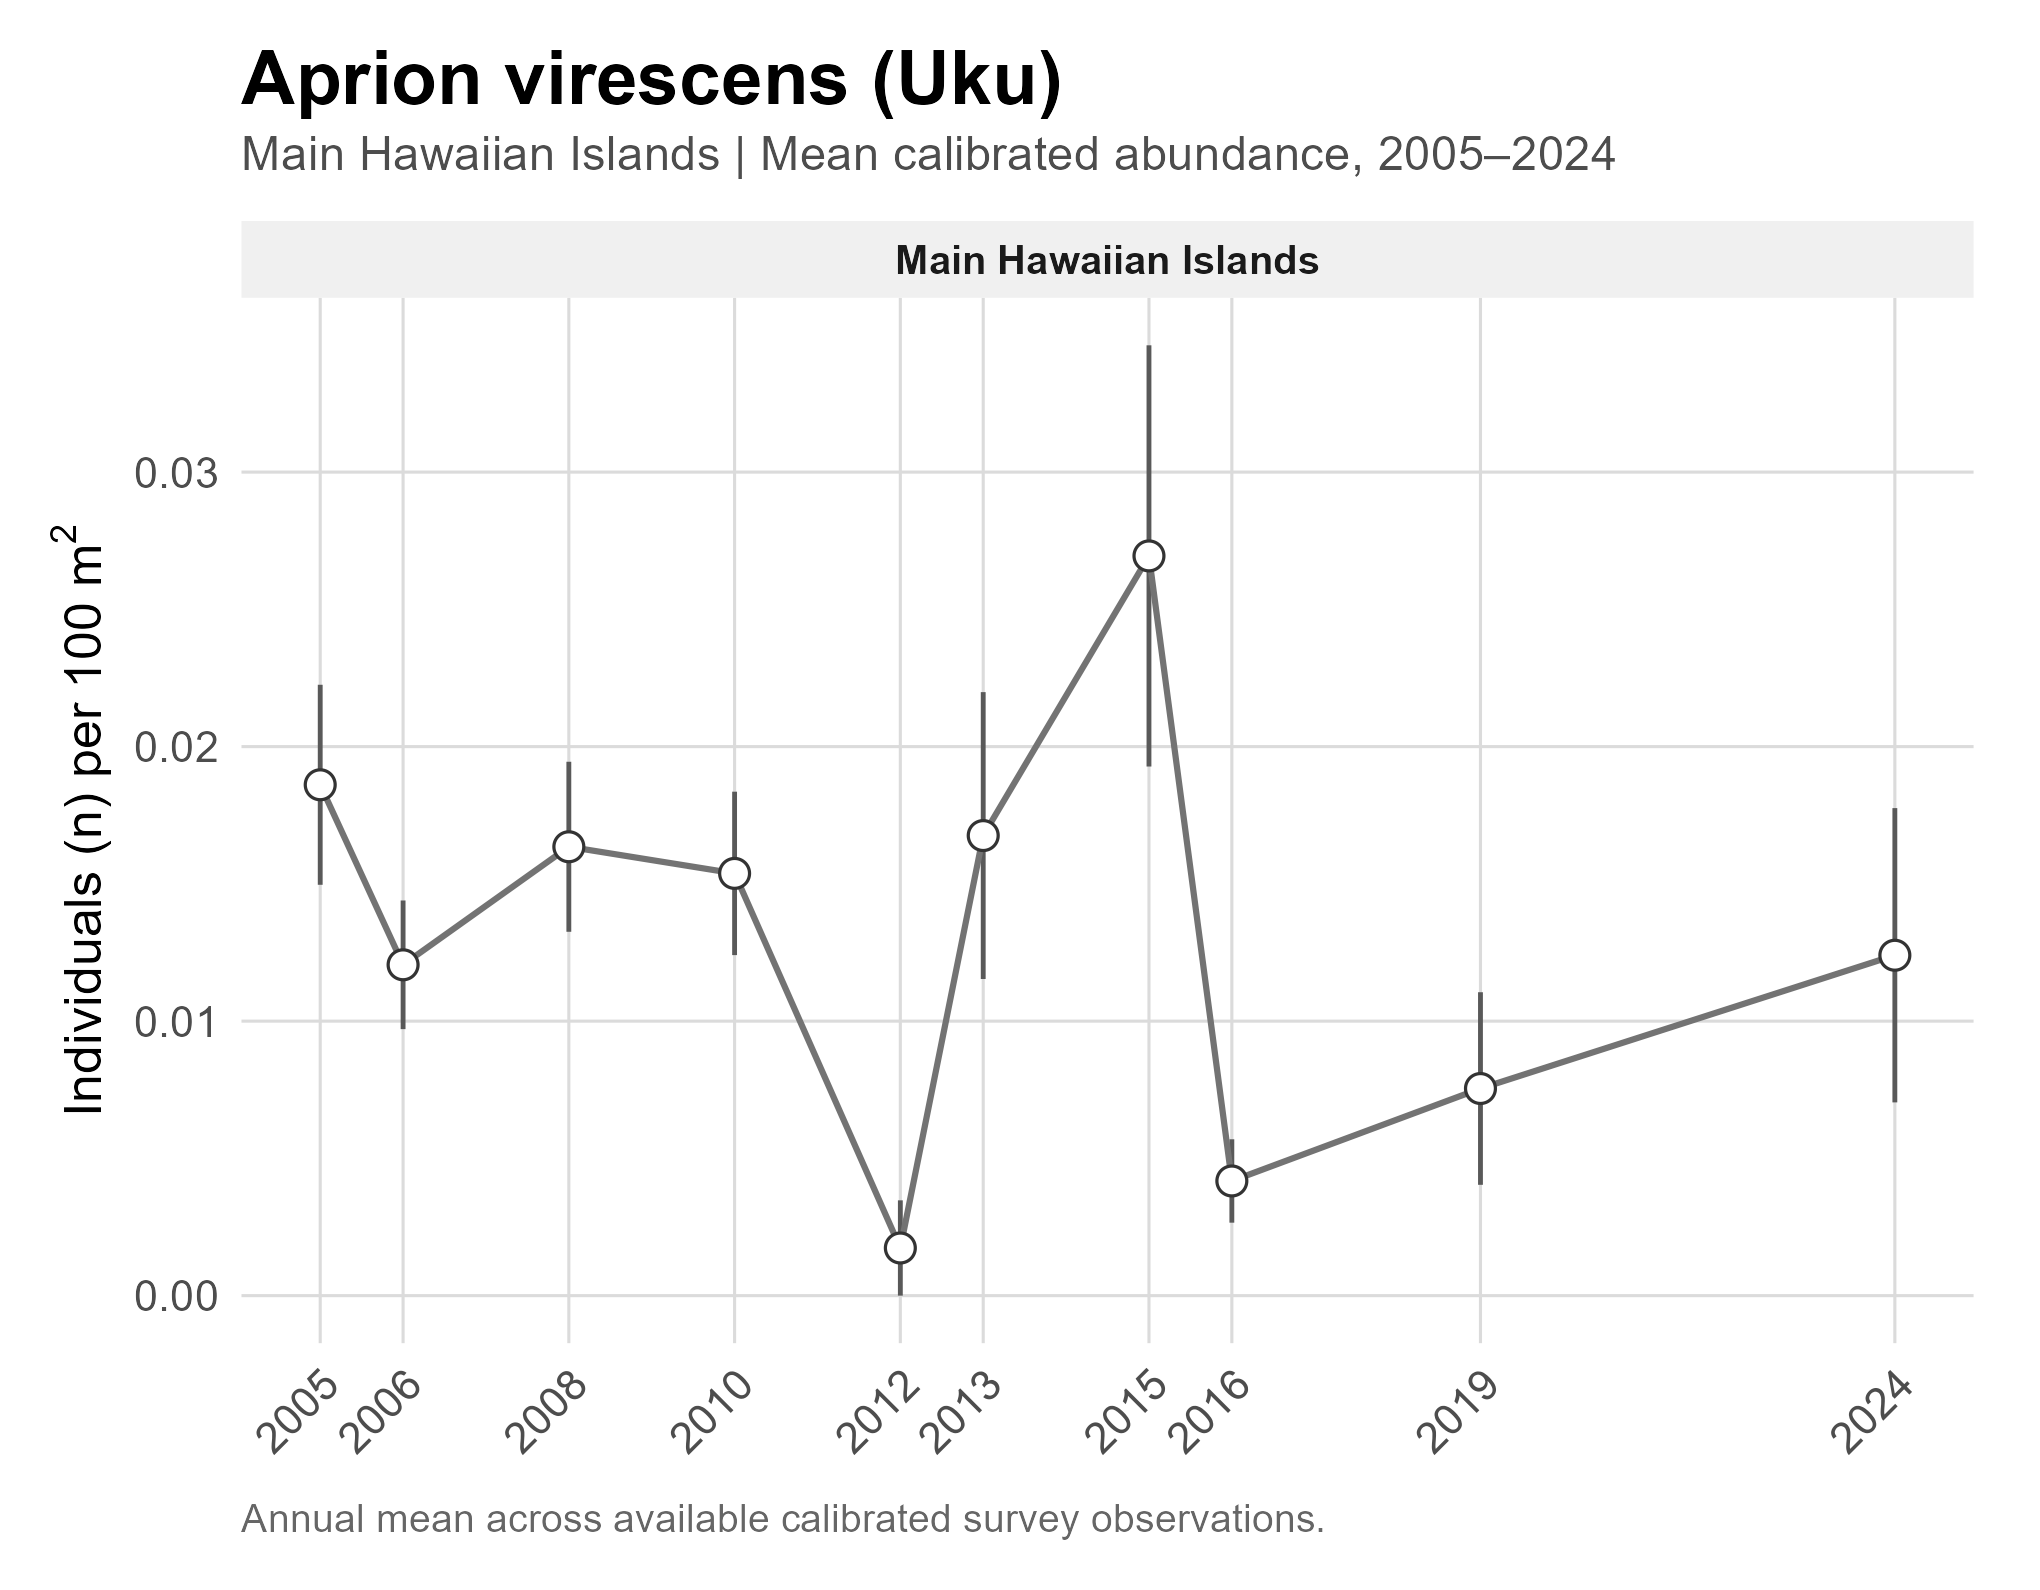 Aprion virescens (Uku)
Main Hawaiian Islands | Mean calibrated abundance, 2005–2024
Main Hawaiian Islands
Individuals (n) per 100 m²
0.03
0.02
0.01
0.00
2005
2006
2008
2010
2012
2013
2015
2016
2019
2024
Annual mean across available calibrated survey observations.